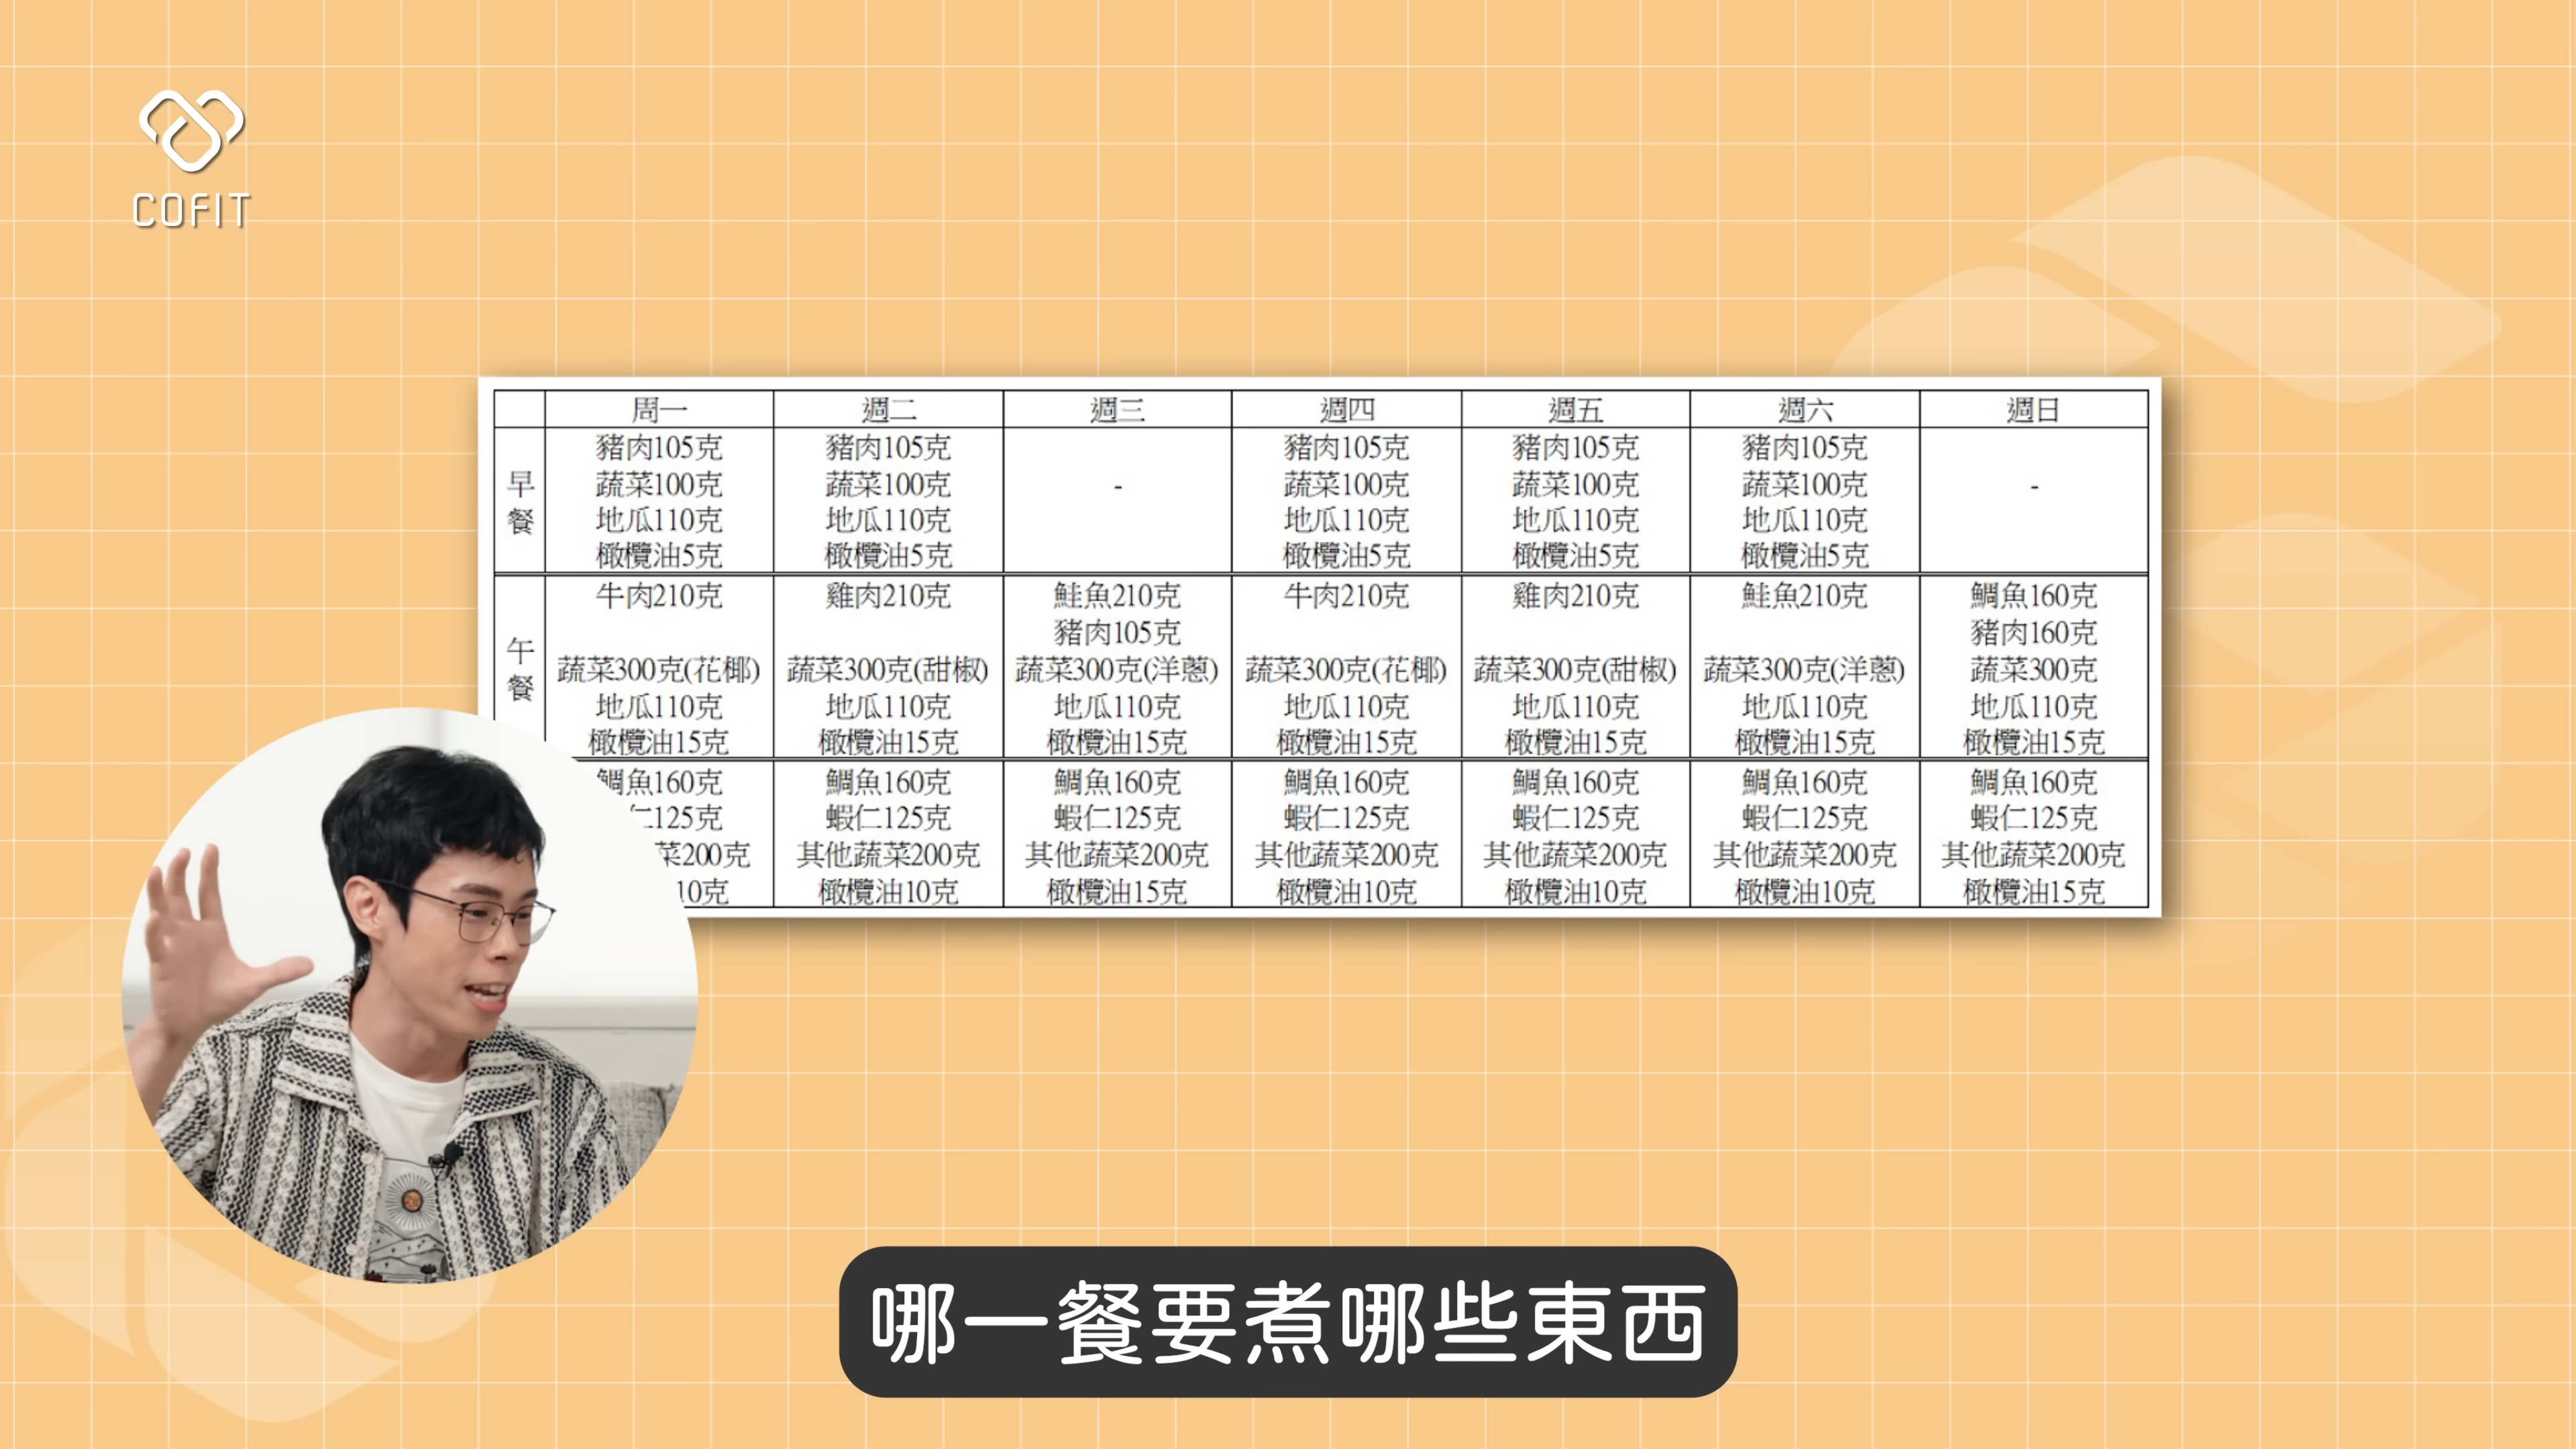 COFIT
周一 週二 週三 週四 週五 週六 週日
早餐
豬肉105克 豬肉105克 豬肉105克 豬肉105克 豬肉105克
蔬菜100克 蔬菜100克 - 蔬菜100克 蔬菜100克 蔬菜100克 -
地瓜110克 地瓜110克 地瓜110克 地瓜110克 地瓜110克
橄欖油5克 橄欖油5克 橄欖油5克 橄欖油5克 橄欖油5克
午餐
牛肉210克 雞肉210克 鮭魚210克 牛肉210克 雞肉210克 鮭魚210克 鯛魚160克
豬肉105克 豬肉160克
蔬菜300克(花椰) 蔬菜300克(甜椒) 蔬菜300克(洋蔥) 蔬菜300克(花椰) 蔬菜300克(甜椒) 蔬菜300克(洋蔥) 蔬菜300克
地瓜110克 地瓜110克 地瓜110克 地瓜110克 地瓜110克 地瓜110克 地瓜110克
橄欖油15克 橄欖油15克 橄欖油15克 橄欖油15克 橄欖油15克 橄欖油15克 橄欖油15克
鯛魚160克 鯛魚160克 鯛魚160克 鯛魚160克 鯛魚160克 鯛魚160克 鯛魚160克
仁125克 蝦仁125克 蝦仁125克 蝦仁125克 蝦仁125克 蝦仁125克 蝦仁125克
菜200克 其他蔬菜200克 其他蔬菜200克 其他蔬菜200克 其他蔬菜200克 其他蔬菜200克 其他蔬菜200克
10克 橄欖油10克 橄欖油15克 橄欖油10克 橄欖油10克 橄欖油10克 橄欖油15克
哪一餐要煮哪些東西